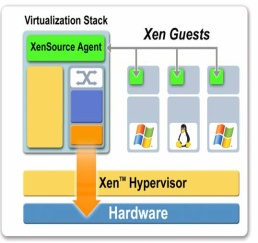 Virtualization Stack
Xen Guests
XenSource Agent
Xen™ Hypervisor
Hardware